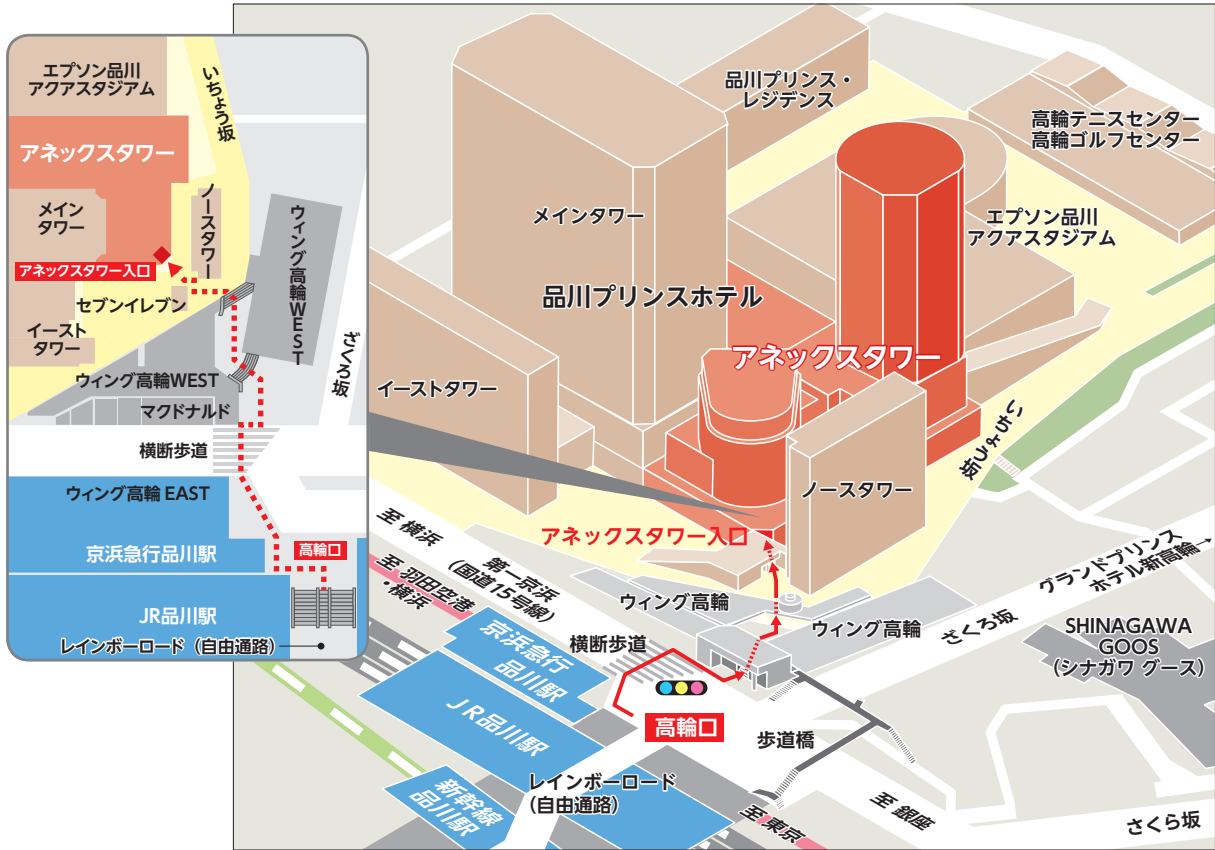 エプソン品川
アクアスタジアム
いちょう坂
アネックスタワー
メイン
タワー
ノースタワー
ウィング高輪WEST
アネックスタワー入口
セブンイレブン
イースト
タワー
ざくろ坂
ウィング高輪WEST
マクドナルド
横断歩道
ウィング高輪 EAST
京浜急行品川駅
高輪口
JR品川駅
レインボーロード（自由通路）
品川プリンス・
レジデンス
高輪テニスセンター
高輪ゴルフセンター
メインタワー
エプソン品川
アクアスタジアム
品川プリンスホテル
アネックスタワー
イーストタワー
いちょう坂
ノースタワー
アネックスタワー入口
至 横浜
第一京浜
（国道15号線）
至 羽田空港
・横浜
ウィング高輪
ウィング高輪
グランドプリンス
ホテル新高輪→
さくろ坂
SHINAGAWA
GOOS
（シナガワ グース）
横断歩道
京浜急行
品川駅
JR品川駅
高輪口
歩道橋
レインボーロード
（自由通路）
新幹線
品川駅
至 東京
至 銀座
さくら坂